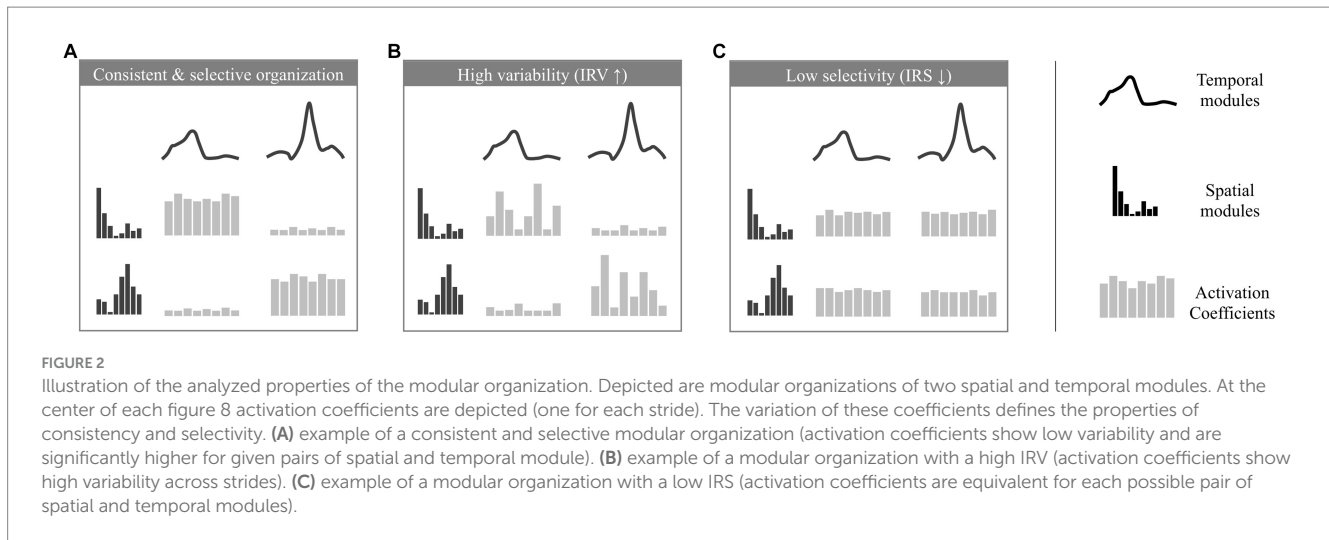 A
B
C
Consistent & selective organization
High variability (IRV ↑)
Low selectivity (IRS ↓)
Temporal
modules
Spatial
modules
Activation
Coefficients
FIGURE 2
Illustration of the analyzed properties of the modular organization. Depicted are modular organizations of two spatial and temporal modules. At the
center of each figure 8 activation coefficients are depicted (one for each stride). The variation of these coefficients defines the properties of
consistency and selectivity. (A) example of a consistent and selective modular organization (activation coefficients show low variability and are
significantly higher for given pairs of spatial and temporal module). (B) example of a modular organization with a high IRV (activation coefficients show
high variability across strides). (C) example of a modular organization with a low IRS (activation coefficients are equivalent for each possible pair of
spatial and temporal modules).